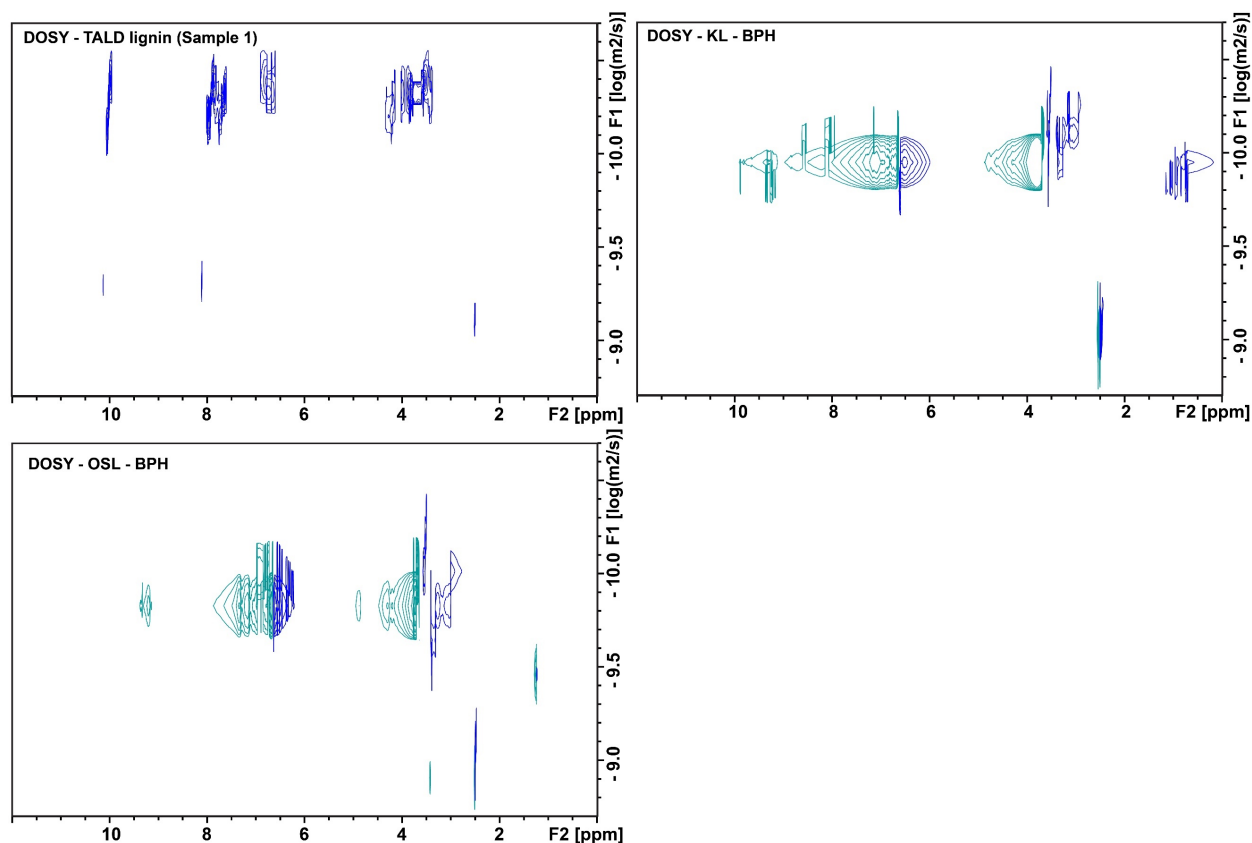 DOSY - TALD lignin (Sample 1)
- 10.0 F1 [log(m2/s)]
- 9.5
- 9.0
10 8 6 4 2 F2 [ppm]
DOSY - KL - BPH
- 10.0 F1 [log(m2/s)]
- 9.5
- 9.0
10 8 6 4 2 F2 [ppm]
DOSY - OSL - BPH
- 10.0 F1 [log(m2/s)]
- 9.5
- 9.0
10 8 6 4 2 F2 [ppm]